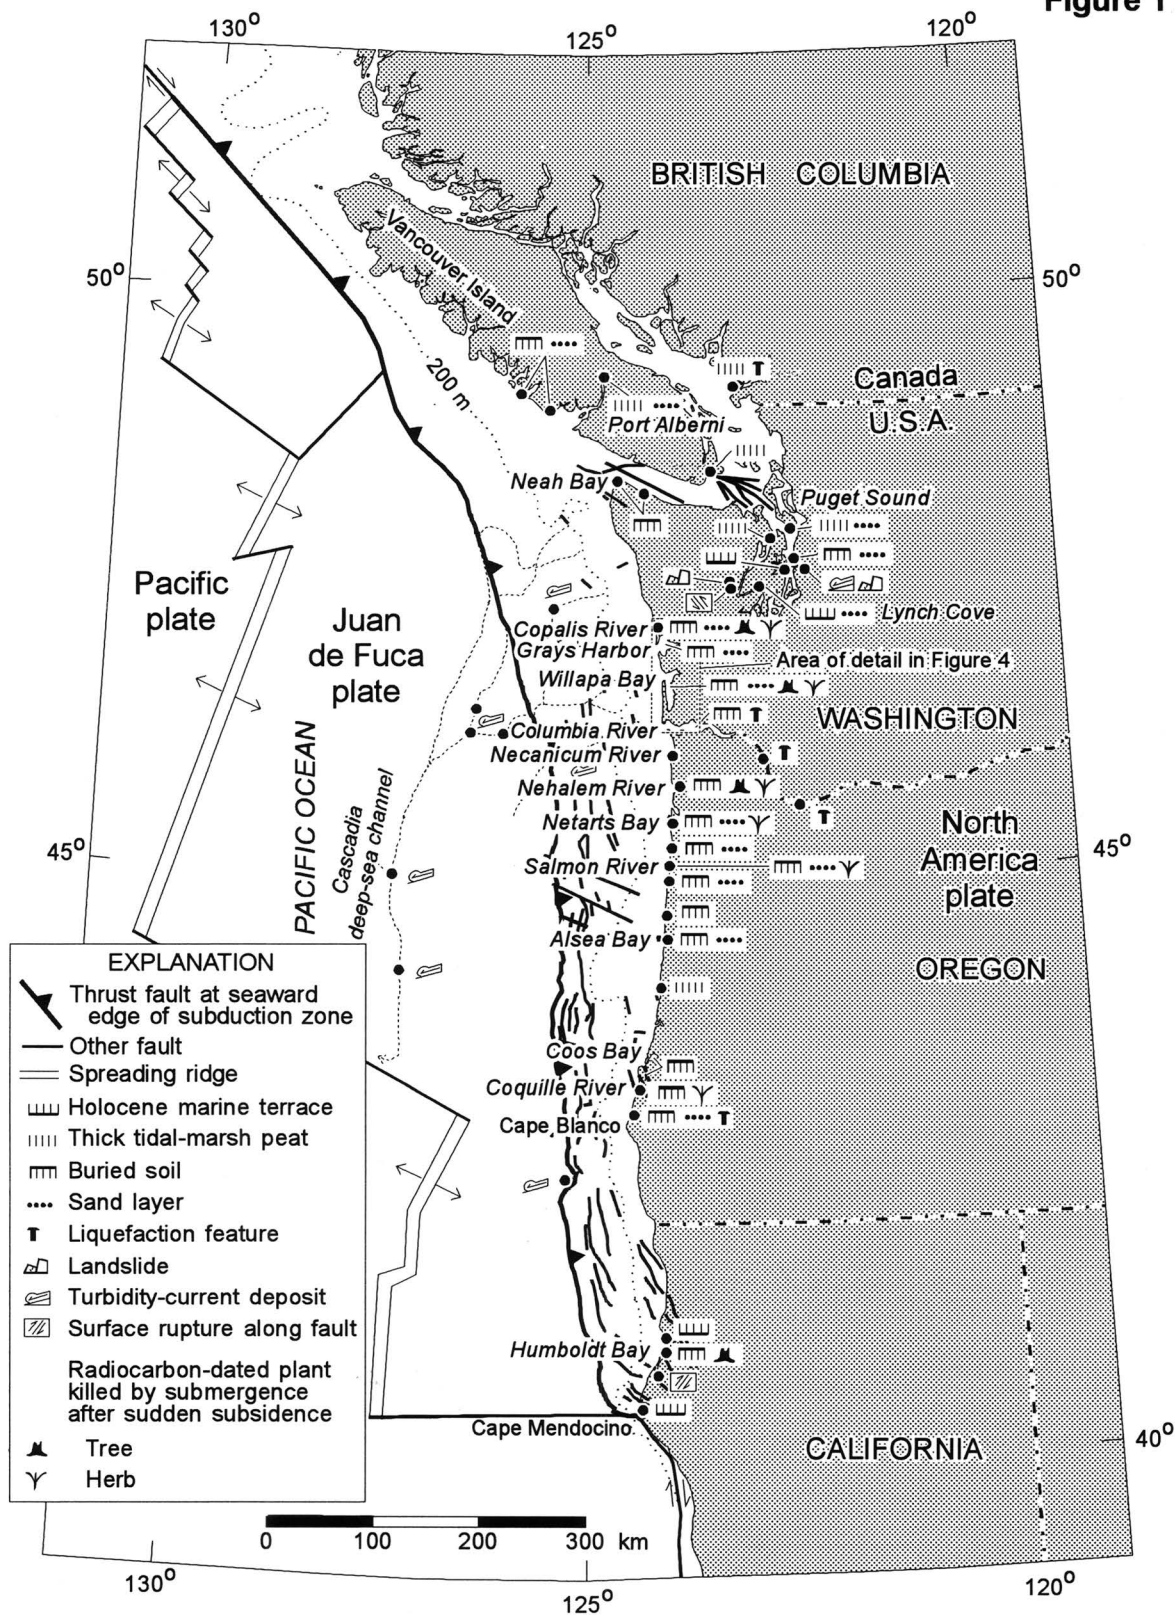 Figure 1
130°
125°
120°
BRITISH COLUMBIA
Vancouver Island
50°
50°
200 m
Canada
U.S.A.
Port Alberni
Neah Bay
Puget Sound
Pacific
plate
Juan
de Fuca
plate
Lynch Cove
Copalis River
Grays Harbor
Area of detail in Figure 4
Willapa Bay
WASHINGTON
Columbia River
Necanicum River
Nehalem River
PACIFIC OCEAN
Cascadia
deep-sea channel
Netarts Bay
North
America
plate
45°
45°
Salmon River
Alsea Bay
OREGON
EXPLANATION
Thrust fault at seaward
edge of subduction zone
Other fault
Spreading ridge
Holocene marine terrace
Thick tidal-marsh peat
Buried soil
Sand layer
Liquefaction feature
Landslide
Turbidity-current deposit
Surface rupture along fault
Radiocarbon-dated plant
killed by submergence
after sudden subsidence
Tree
Herb
Coos Bay
Coquille River
Cape Blanco
Humboldt Bay
Cape Mendocino
CALIFORNIA
40°
0 100 200 300 km
130°
125°
120°